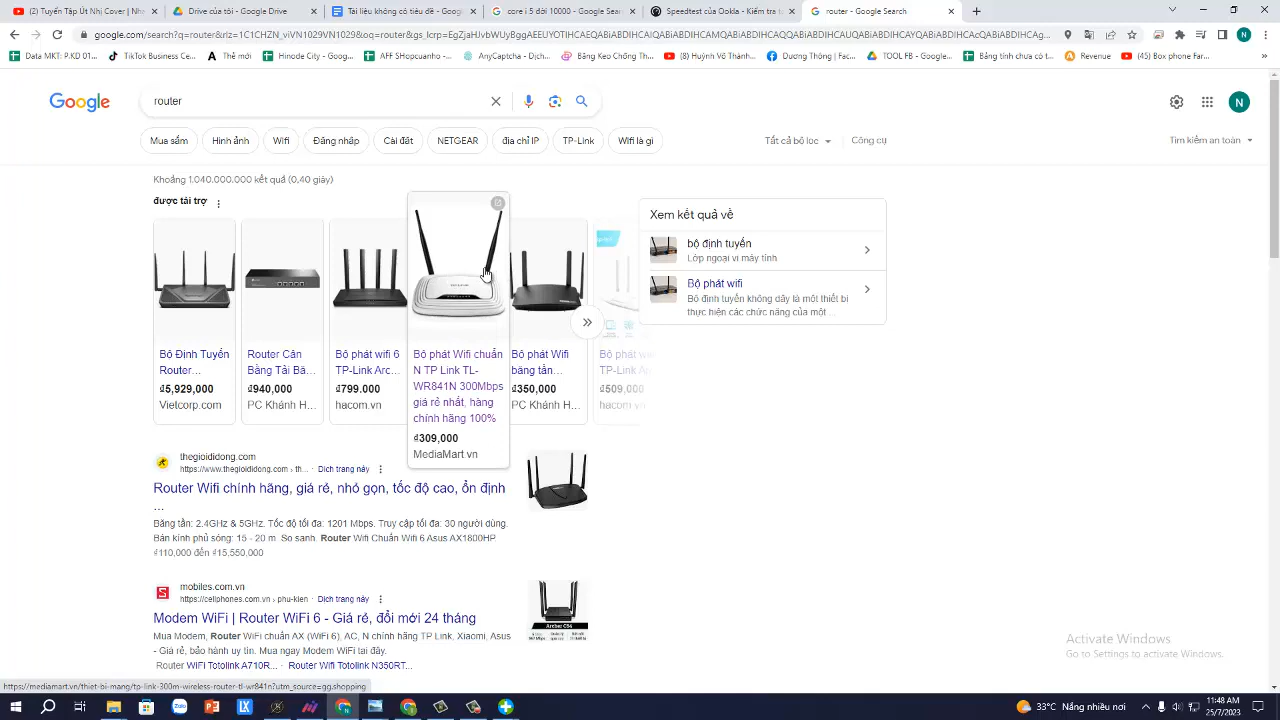 (2) Tuyển Tập Út Nhị Cover | Nho
Drive của tôi - Google Drive
Tài liệu không có tiêu đề - Goog
core i 5 đời 10000 - Google Sear
Speedtest của Ookla - Kiểm tra tố
router - Google Search
google.com/search?q=router&rlz=1C1CHZN_viVN1029VN1029&oq=router&gs_lcrp=
Data MKT: P.KD 01...
TikTok Business Ce...
Thẻ mới
Hinode City - Goog...
AFF SHopcomo - ...
AnyCaptcha - Dịch...
Băng Keo Chống Th...
(8) Huỳnh Võ Thành...
Dương Thông | Fac...
TOOL FB - Google...
Bảng tính chưa có t...
Revenue
(45) Box phone Far...
»
Google
router
N
Mua sắm
Hình ảnh
Wifi
Đăng nhập
Cài đặt
NETGEAR
địa chỉ IP
TP-Link
Wifi là gì
Tất cả bộ lọc
Công cụ
Tìm kiếm an toàn
Khoảng 1.040.000.000 kết quả (0,40 giây)
được tài trợ
Bộ Định Tuyến
Router...
₫5,929,000
Vietcorp.com
Router Cân
Bằng Tải Bă...
₫940,000
PC Khánh H...
Bộ phát wifi 6
TP-Link Arc...
₫799.000
hacom.vn
Bộ phát Wifi chuẩn
N TP Link TL-
WR841N 300Mbps
giá rẻ nhất, hàng
chính hãng 100%
₫309,000
MediaMart vn
Bộ phát Wifi
băng tần...
₫350,000
PC Khánh H...
Bộ phát w
TP-Link A
₫509,000
hacom vn
Xem kết quả về
bộ định tuyến
Lớp ngoại vi máy tính
Bộ phát wifi
Bộ định tuyến không dây là một thiết bị
thực hiện các chức năng của một ...
thegioididong.com
https://www.thegioididong.com › th... Dịch trang này
Router Wifi chính hãng, giá rẻ, nhỏ gọn, tốc độ cao, ổn định
...
Băng tần: 2.4GHz & 5GHz. Tốc độ tối đa: 1201 Mbps. Truy cập tối đa: 30 người dùng.
Bán kính phủ sóng: 15 - 20 m. So sánh. Router Wifi Chuẩn Wifi 6 Asus AX1800HP.
₫110,000 đến ₫15,550.000
mobiles.com.vn
https://cellphones.com.vn › phu-kien Dịch trang này
Modem WiFi | Router WiFi 6 - Giá rẻ, đổi mới 24 tháng
Mua Modem, Router WiFi chuẩn (WiFi 6), AC, N chính hãng TP Link, Xiaomi, Asus
- Giá rẻ, bảo hành uy tín. Mua ngay Modem WiFi tại đây.
Router WIFI Totolink A710R... · Router Wifi Totolink N350RT...
Archer C54
Activate Windows
Go to Settings to activate Windows.
https://mediamart.vn/thiet-bi-mang/tp-link-300m-wireless-router-tl-wr841n?utm_source=gg.shopping
Zalo
33°C Nắng nhiều nơi
11:48 AM
25/7/2023